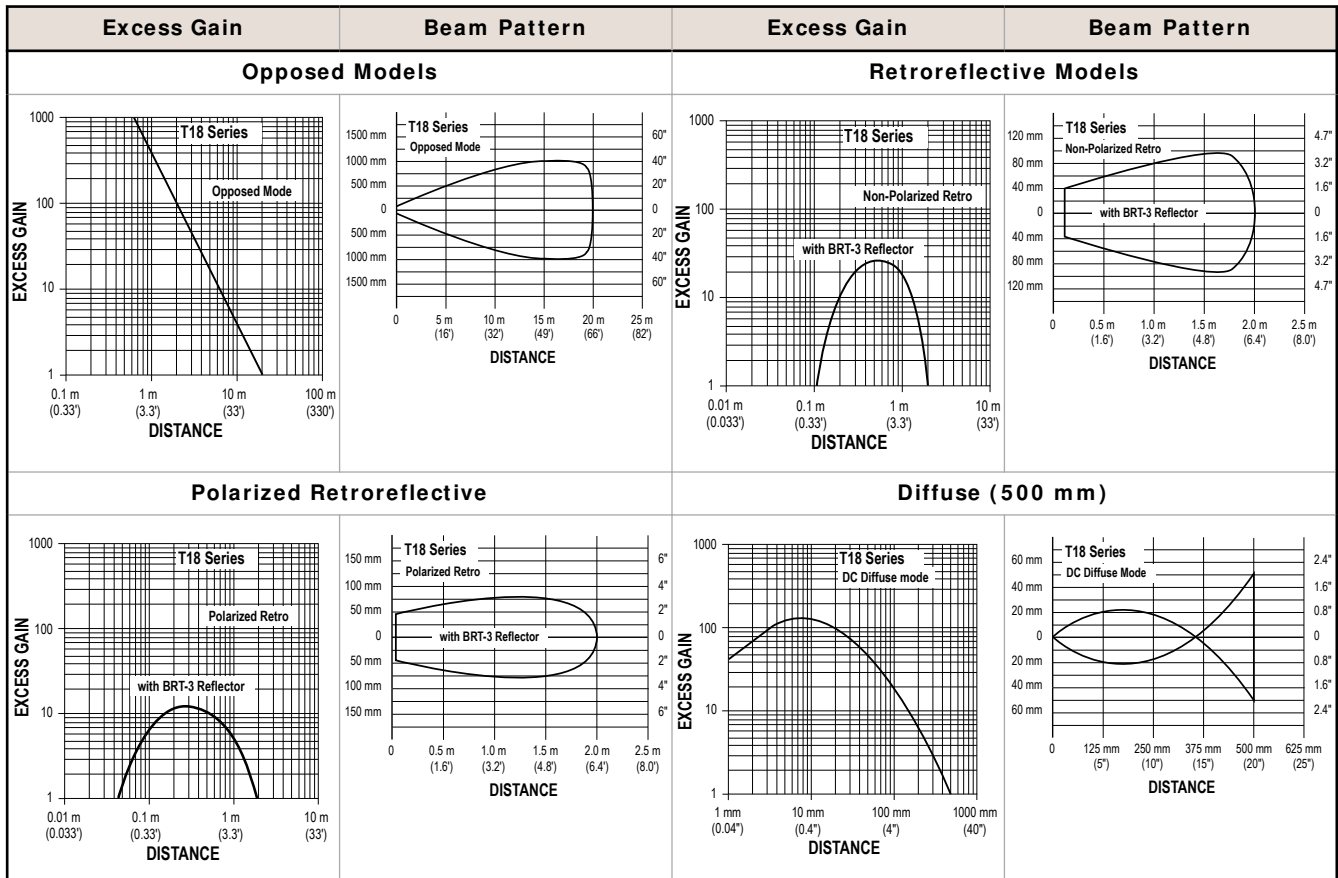 Excess Gain
Beam Pattern
Excess Gain
Beam Pattern
Opposed Models
Retroreflective Models
1000
100
10
1
EXCESS GAIN
T18 Series
Opposed Mode
0.1 m
(0.33')
1 m
(3.3')
10 m
(33')
100 m
(330')
DISTANCE
T18 Series
Opposed Mode
1500 mm
1000 mm
500 mm
0
500 mm
1000 mm
1500 mm
60"
40"
20"
0
20"
40"
60"
0
5 m
(16')
10 m
(32')
15 m
(49')
20 m
(66')
25 m
(82')
DISTANCE
1000
100
10
1
EXCESS GAIN
T18 Series
Non-Polarized Retro
with BRT-3 Reflector
0.01 m
(0.033')
0.1 m
(0.33')
1 m
(3.3')
10 m
(33')
DISTANCE
T18 Series
Non-Polarized Retro
with BRT-3 Reflector
120 mm
80 mm
40 mm
0
40 mm
80 mm
120 mm
4.7"
3.2"
1.6"
0
1.6"
3.2"
4.7"
0
0.5 m
(1.6')
1.0 m
(3.2')
1.5 m
(4.8')
2.0 m
(6.4')
2.5 m
(8.0')
DISTANCE
Polarized Retroreflective
Diffuse (500 mm)
1000
100
10
1
EXCESS GAIN
T18 Series
Polarized Retro
with BRT-3 Reflector
0.01 m
(0.033')
0.1 m
(0.33')
1 m
(3.3')
10 m
(33')
DISTANCE
T18 Series
Polarized Retro
with BRT-3 Reflector
150 mm
100 mm
50 mm
0
50 mm
100 mm
150 mm
6"
4"
2"
0
2"
4"
6"
0
0.5 m
(1.6')
1.0 m
(3.2')
1.5 m
(4.8')
2.0 m
(6.4')
2.5 m
(8.0')
DISTANCE
1000
100
10
1
EXCESS GAIN
T18 Series
DC Diffuse mode
1 mm
(0.04")
10 mm
(0.4")
100 mm
(4")
1000 mm
(40")
DISTANCE
T18 Series
DC Diffuse Mode
60 mm
40 mm
20 mm
0
20 mm
40 mm
60 mm
2.4"
1.6"
0.8"
0
0.8"
1.6"
2.4"
0
125 mm
(5")
250 mm
(10")
375 mm
(15")
500 mm
(20")
625 mm
(25")
DISTANCE